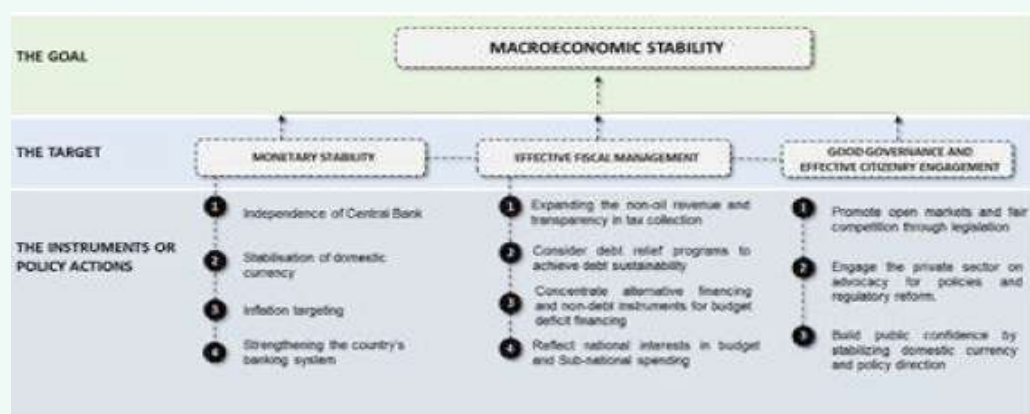 THE GOAL
MACROECONOMIC STABILITY
THE TARGET
MONETARY STABILITY
EFFECTIVE FISCAL MANAGEMENT
GOOD GOVERNANCE AND
EFFECTIVE CITIZENRY ENGAGEMENT
THE INSTRUMENTS OR
POLICY ACTIONS
1 Independence of Central Bank
2 Stabilisation of domestic
currency
3 Inflation targeting
4 Strengthening the country's
banking system
1 Expanding the non-oil revenue and
transparency in tax collection
2 Consider debt relief programs to
achieve debt sustainability
3 Concentrate alternative financing
and non-debt instruments for budget
deficit financing
4 Reflect national interests in budget
and Sub-national spending
1 Promote open markets and fair
competition through legislation
2 Engage the private sector on
advocacy for policies and
regulatory reform.
3 Build public confidence by
stabilizing domestic currency
and policy direction